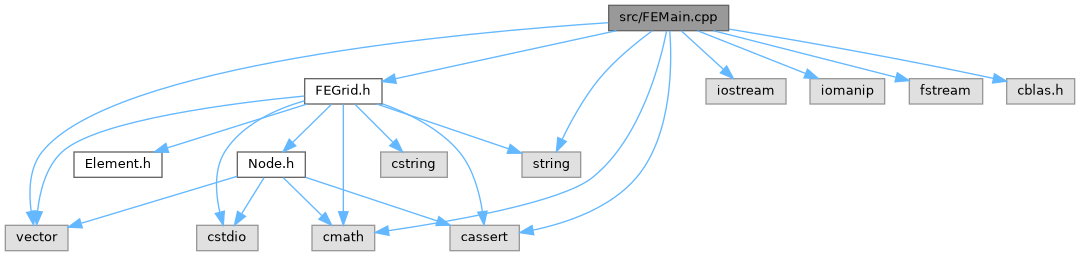 src/FEMain.cpp
FEGrid.h
iostream
iomanip
fstream
cblas.h
Element.h
Node.h
cstring
string
vector
cstdio
cmath
cassert